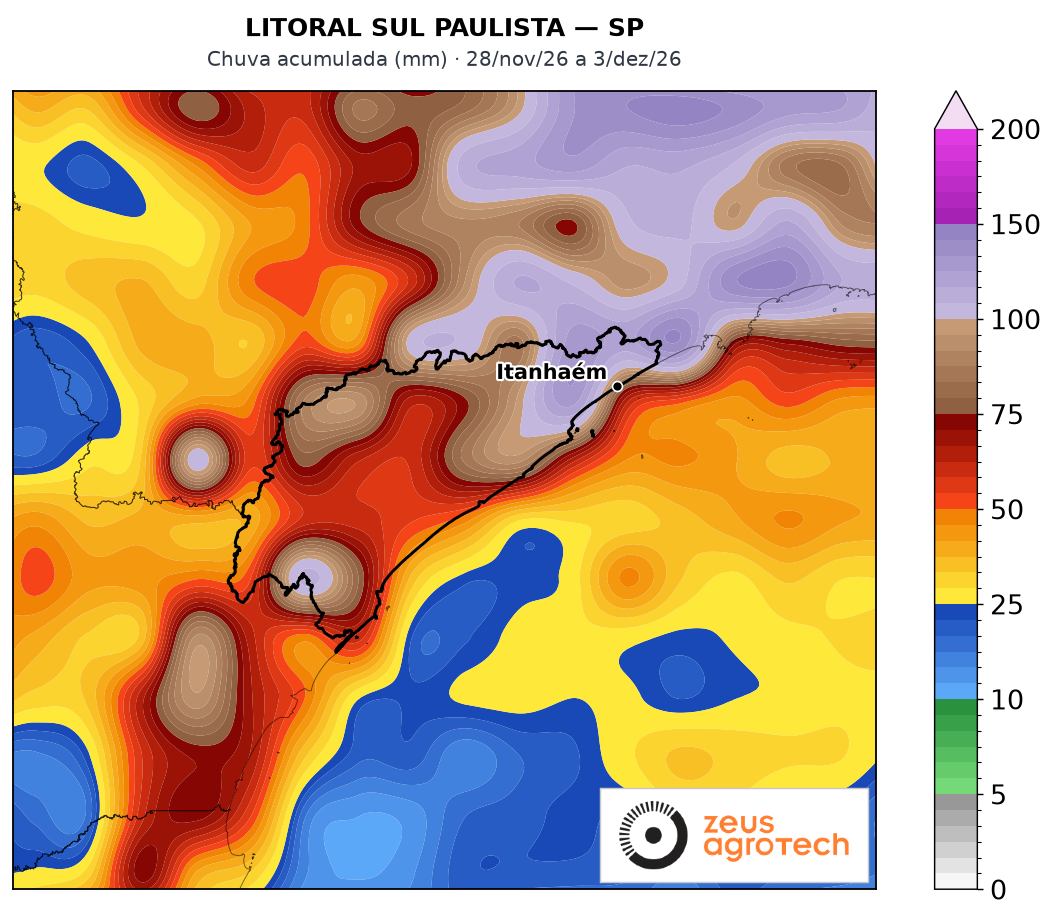 LITORAL SUL PAULISTA — SP
Chuva acumulada (mm) · 28/nov/26 a 3/dez/26
Itanhaém
200
150
100
75
50
25
10
5
0
zeus
agrotech